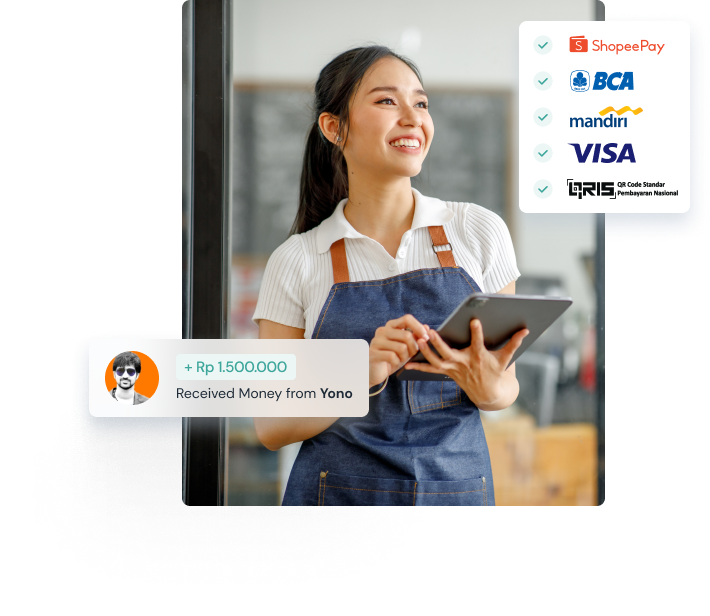 ShopeePay
BCA
mandiri
VISA
QRIS QR Code Standar
Pembayaran Nasional
+ Rp 1.500.000
Received Money from Yono